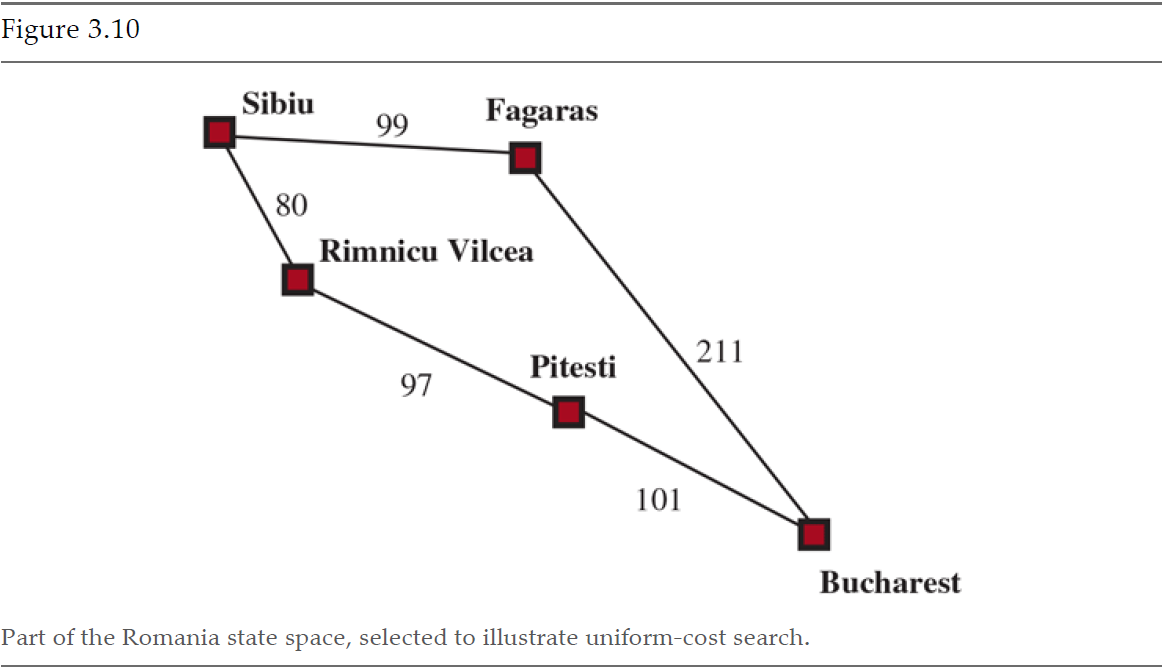 Figure 3.10
Sibiu
Fagaras
99
80
Rimnicu Vilcea
211
Pitesti
97
101
Bucharest
Part of the Romania state space, selected to illustrate uniform-cost search.